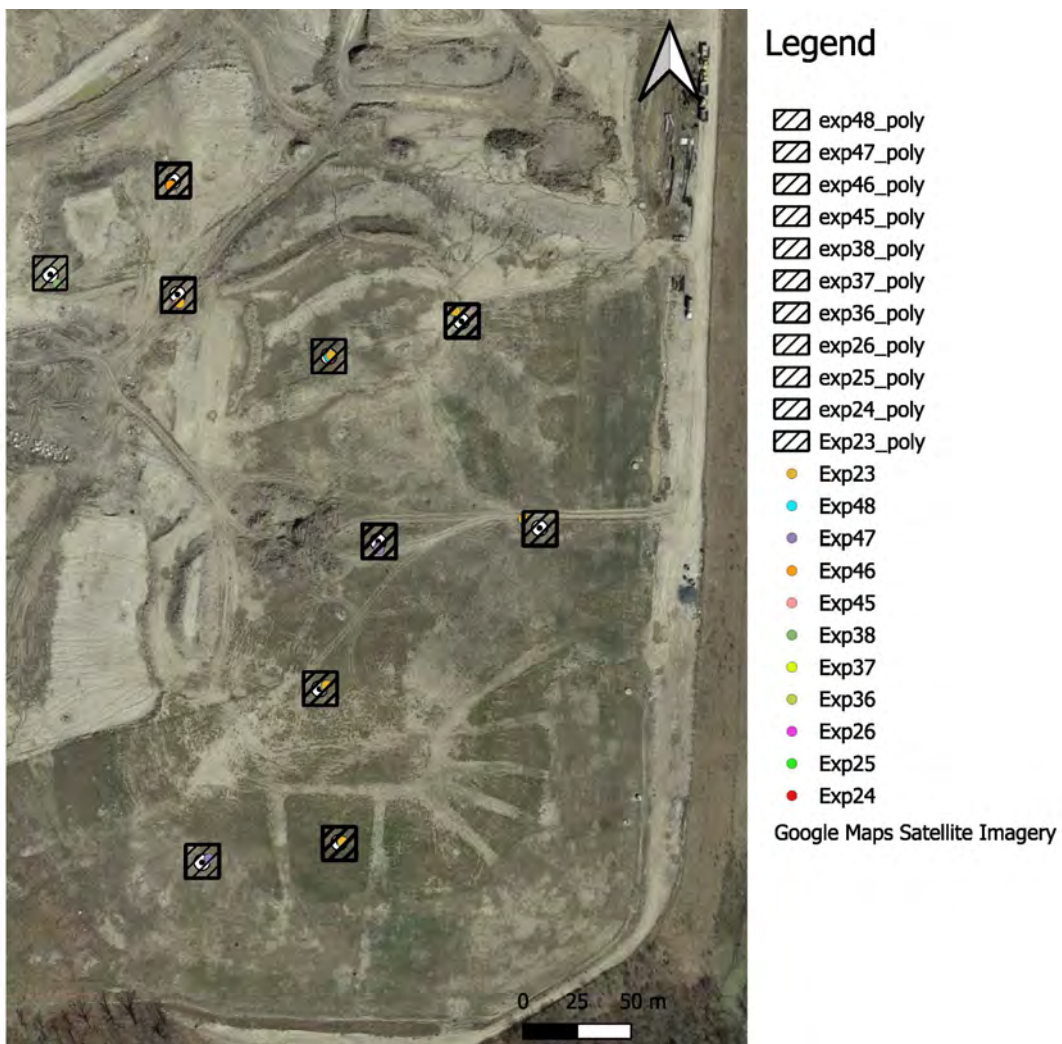 Legend
exp48_poly
exp47_poly
exp46_poly
exp45_poly
exp38_poly
exp37_poly
exp36_poly
exp26_poly
exp25_poly
exp24_poly
Exp23_poly
Exp23
Exp48
Exp47
Exp46
Exp45
Exp38
Exp37
Exp36
Exp26
Exp25
Exp24
Google Maps Satellite Imagery
0 25 50 m